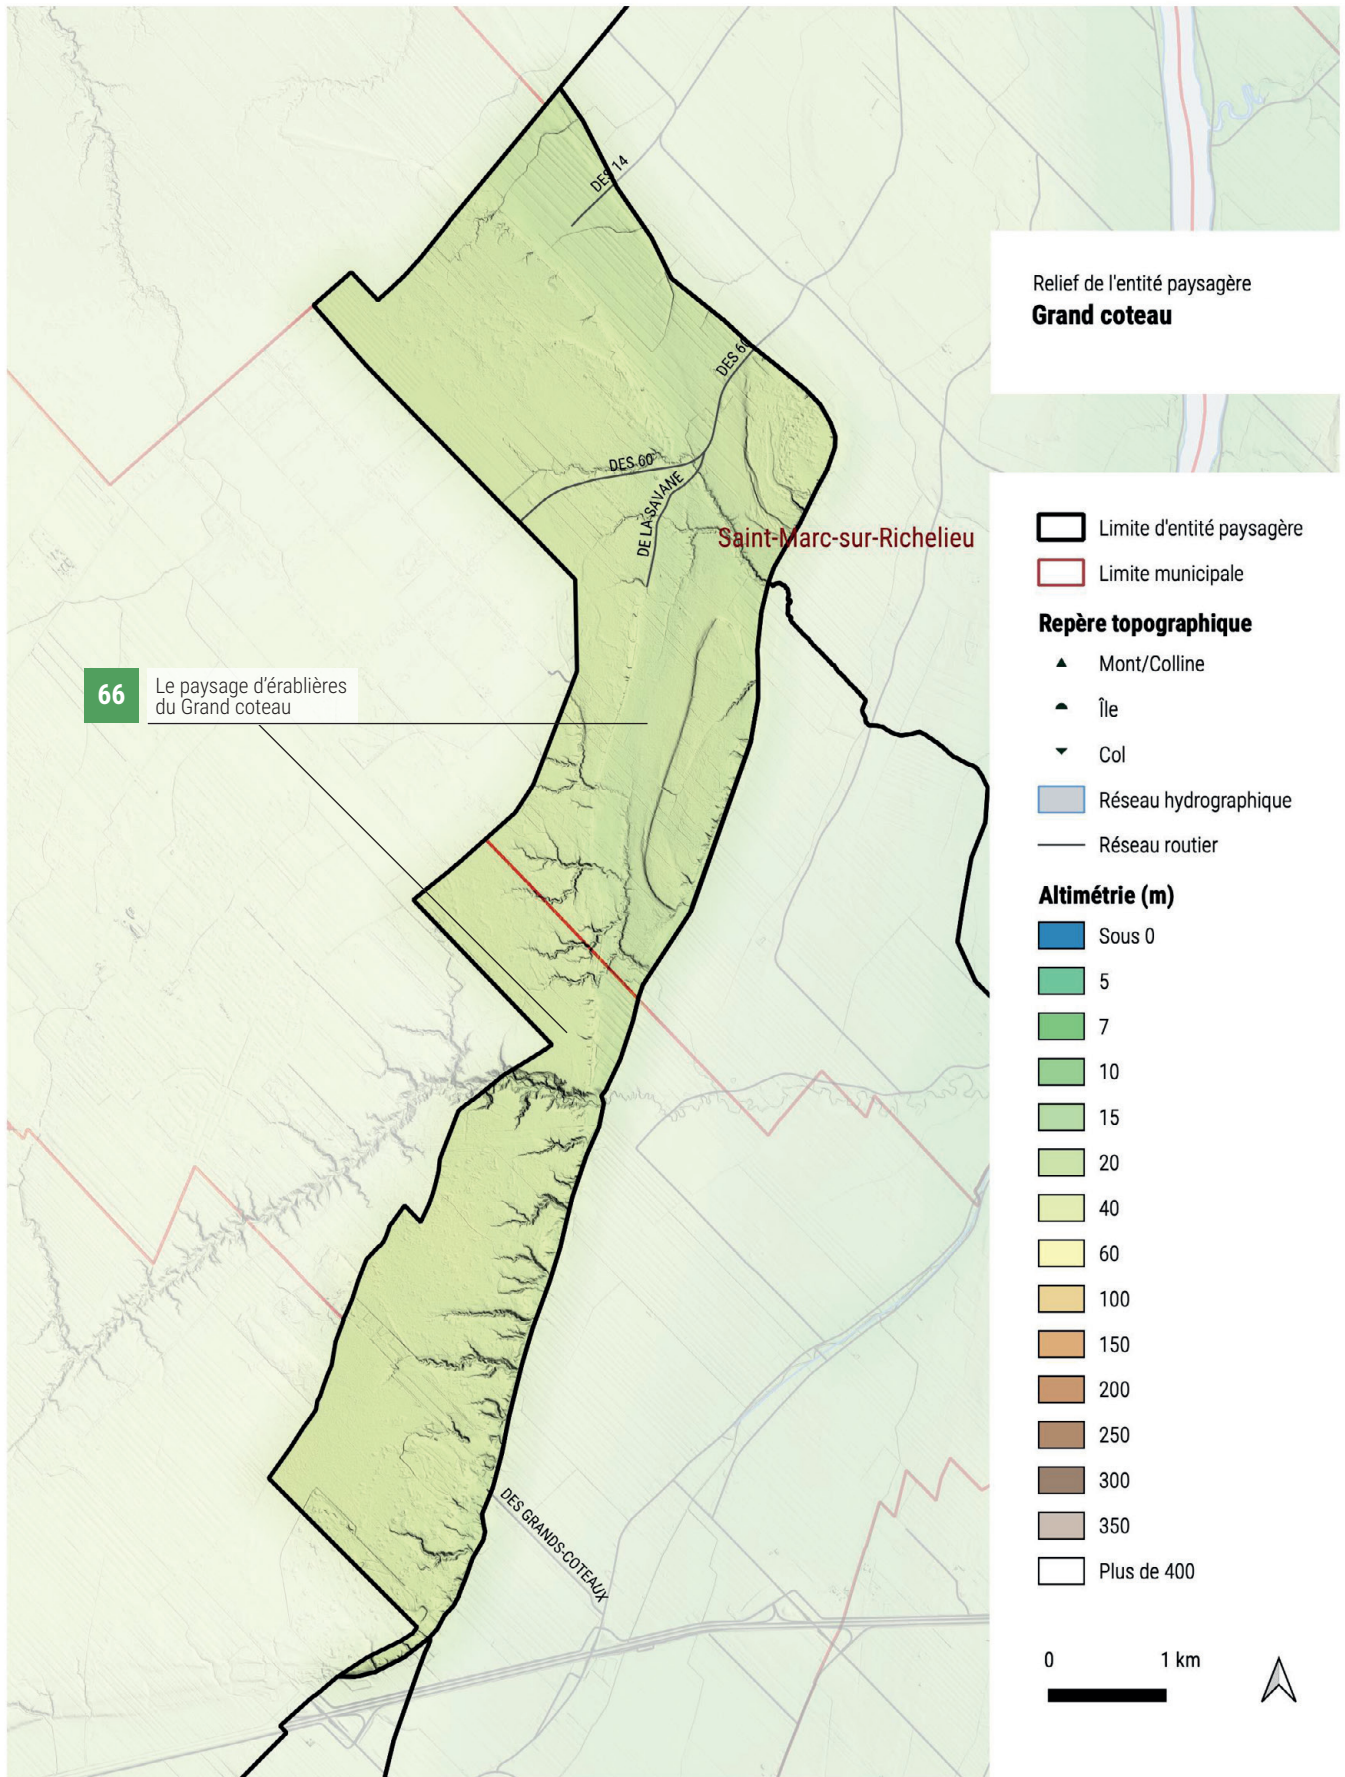 DES 14
Relief de l'entité paysagère
Grand coteau
DES 60
DES 60
DE LA SAVANE
Saint-Marc-sur-Richelieu
66
Le paysage d'érablières
du Grand coteau
DES GRANDS-COTEAUX
Limite d'entité paysagère
Limite municipale
Repère topographique
Mont/Colline
Île
Col
Réseau hydrographique
Réseau routier
Altimétrie (m)
Sous 0
5
7
10
15
20
40
60
100
150
200
250
300
350
Plus de 400
0 1 km